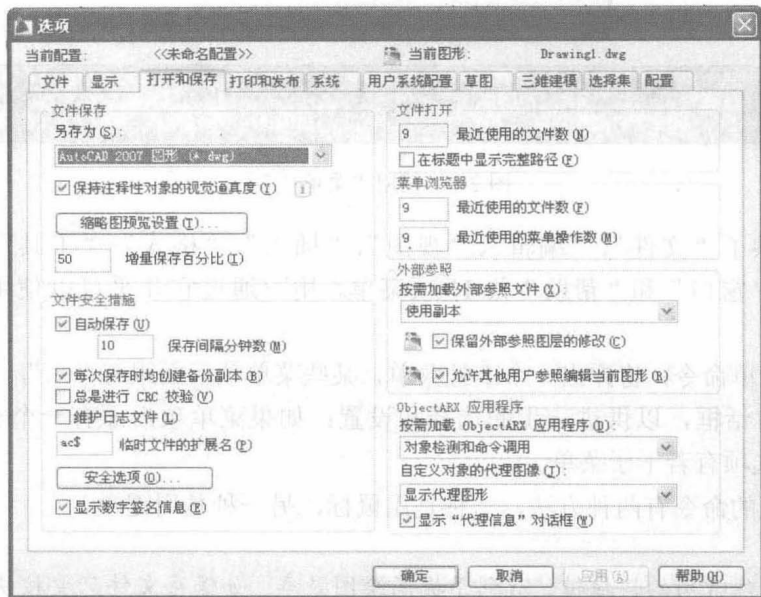 选项
当前配置: <<未命名配置>> 当前图形: Drawing1.dwg
文件 显示 打开和保存 打印和发布 系统 用户系统配置 草图 三维建模 选择集 配置
文件保存
另存为(S):
AutoCAD 2007 图形 (*.dwg)
保持注释性对象的视觉逼真度(T)
缩略图预览设置(T)...
50 增量保存百分比(I)
文件安全措施
自动保存(U)
10 保存间隔分钟数(M)
每次保存时均创建备份副本(B)
总是进行 CRC 校验(V)
维护日志文件(L)
ac$ 临时文件的扩展名(P)
安全选项(O)...
显示数字签名信息(E)
文件打开
9 最近使用的文件数(N)
在标题中显示完整路径(F)
菜单浏览器
9 最近使用的文件数(F)
9 最近使用的菜单操作数(M)
外部参照
按需加载外部参照文件(X):
使用副本
保留外部参照图层的修改(C)
允许其他用户参照编辑当前图形(R)
ObjectARX 应用程序
按需加载 ObjectARX 应用程序(D):
对象检测和命令调用
自定义对象的代理图像(J):
显示代理图形
显示“代理信息”对话框(W)
确定 取消 应用(A) 帮助(H)